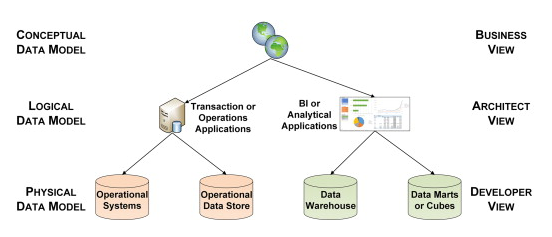 CONCEPTUAL
DATA MODEL
BUSINESS
VIEW
LOGICAL
DATA MODEL
Transaction or
Operations
Applications
BI or
Analytical
Applications
ARCHITECT
VIEW
PHYSICAL
DATA MODEL
Operational
Systems
Operational
Data Store
Data
Warehouse
Data Marts
or Cubes
DEVELOPER
VIEW